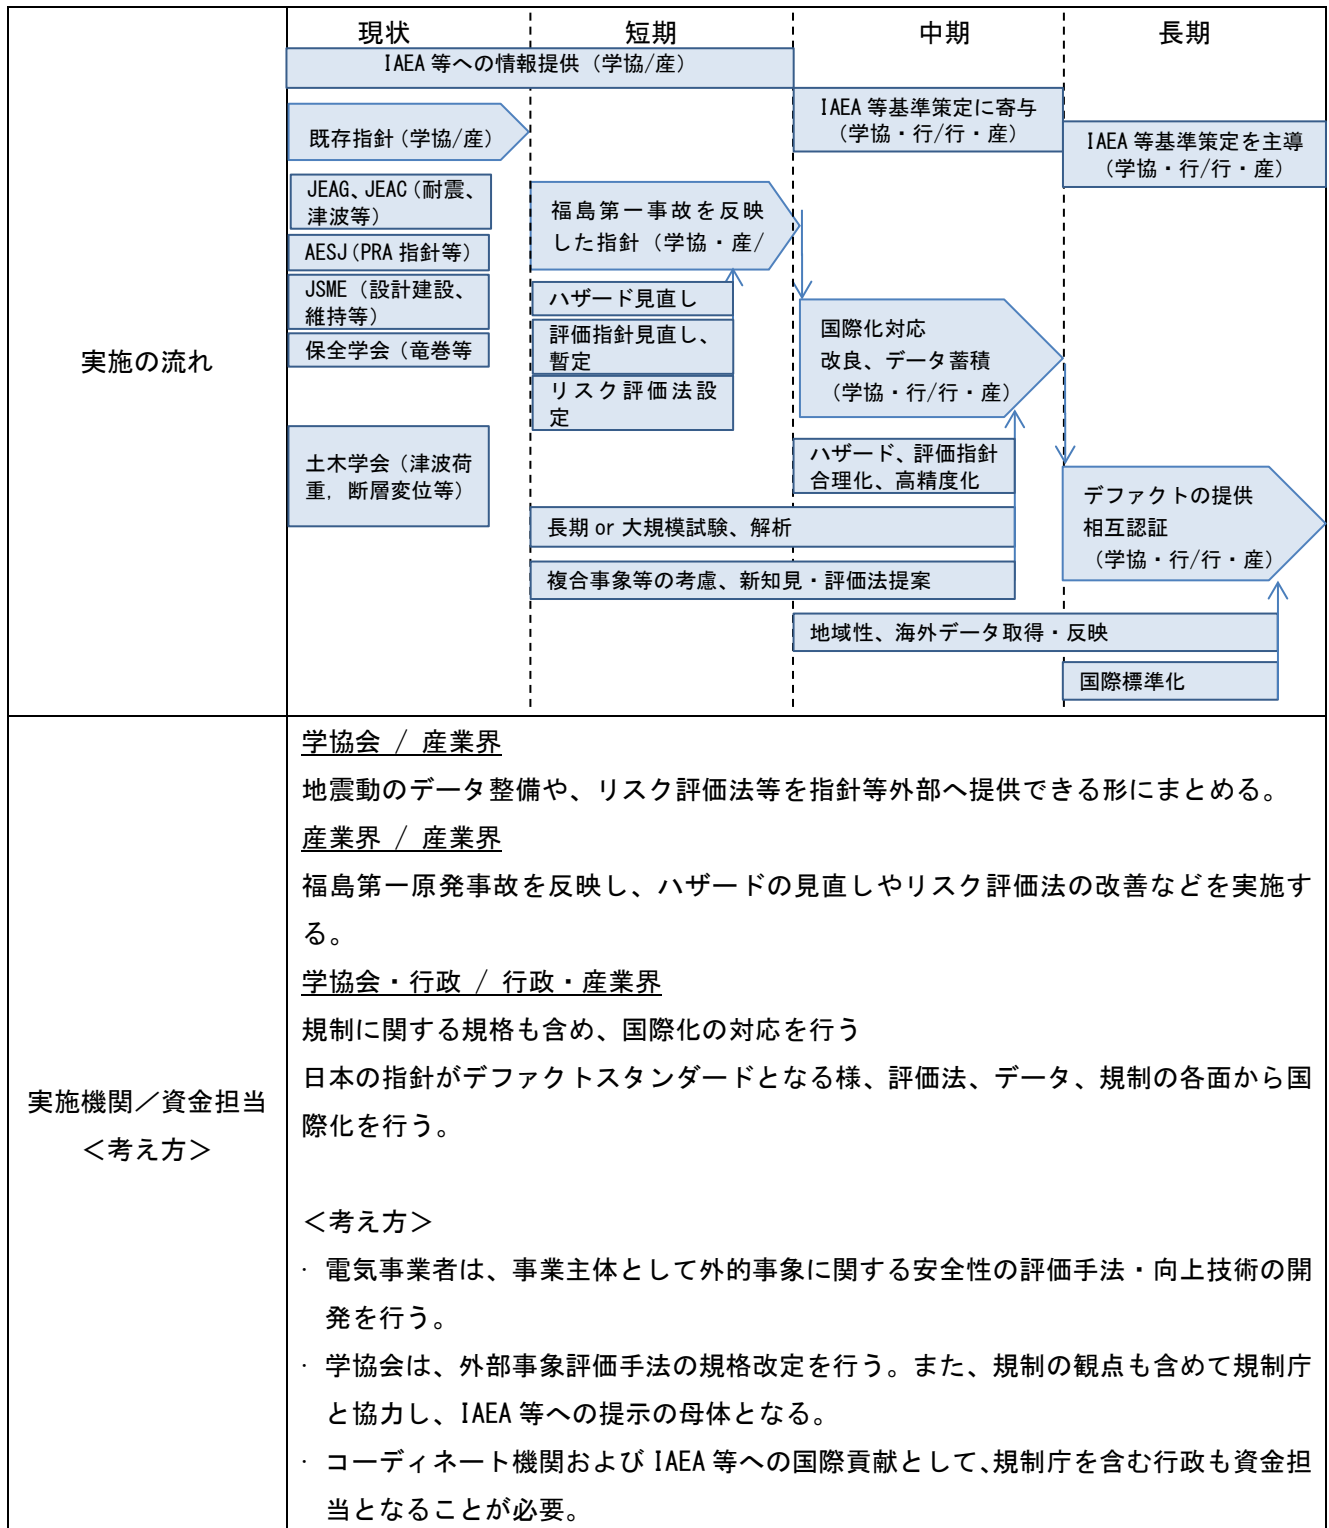 現状
短期
中期
長期
IAEA 等への情報提供（学協/産）
IAEA 等基準策定に寄与
（学協・行/行・産）
IAEA 等基準策定を主導
（学協・行/行・産）
既存指針（学協/産）
JEAG、JEAC（耐震、
津波等）
AESJ（PRA 指針等）
JSME（設計建設、
維持等）
保全学会（竜巻等
土木学会（津波荷
重，断層変位等）
福島第一事故を反映
した指針（学協・産/
ハザード見直し
評価指針見直し、
暫定
リスク評価法設
定
国際化対応
改良、データ蓄積
（学協・行/行・産）
ハザード、評価指針
合理化、高精度化
長期 or 大規模試験、解析
複合事象等の考慮、新知見・評価法提案
デファクトの提供
相互認証
（学協・行/行・産）
地域性、海外データ取得・反映
国際標準化
実施の流れ
実施機関／資金担当
＜考え方＞
学協会 / 産業界
地震動のデータ整備や、リスク評価法等を指針等外部へ提供できる形にまとめる。
産業界 / 産業界
福島第一原発事故を反映し、ハザードの見直しやリスク評価法の改善などを実施す
る。
学協会・行政 / 行政・産業界
規制に関する規格も含め、国際化の対応を行う
日本の指針がデファクトスタンダードとなる様、評価法、データ、規制の各面から国
際化を行う。
＜考え方＞
· 電気事業者は、事業主体として外的事象に関する安全性の評価手法・向上技術の開
発を行う。
· 学協会は、外部事象評価手法の規格改定を行う。また、規制の観点も含めて規制庁
と協力し、IAEA 等への提示の母体となる。
· コーディネート機関および IAEA 等への国際貢献として、規制庁を含む行政も資金担
当となることが必要。